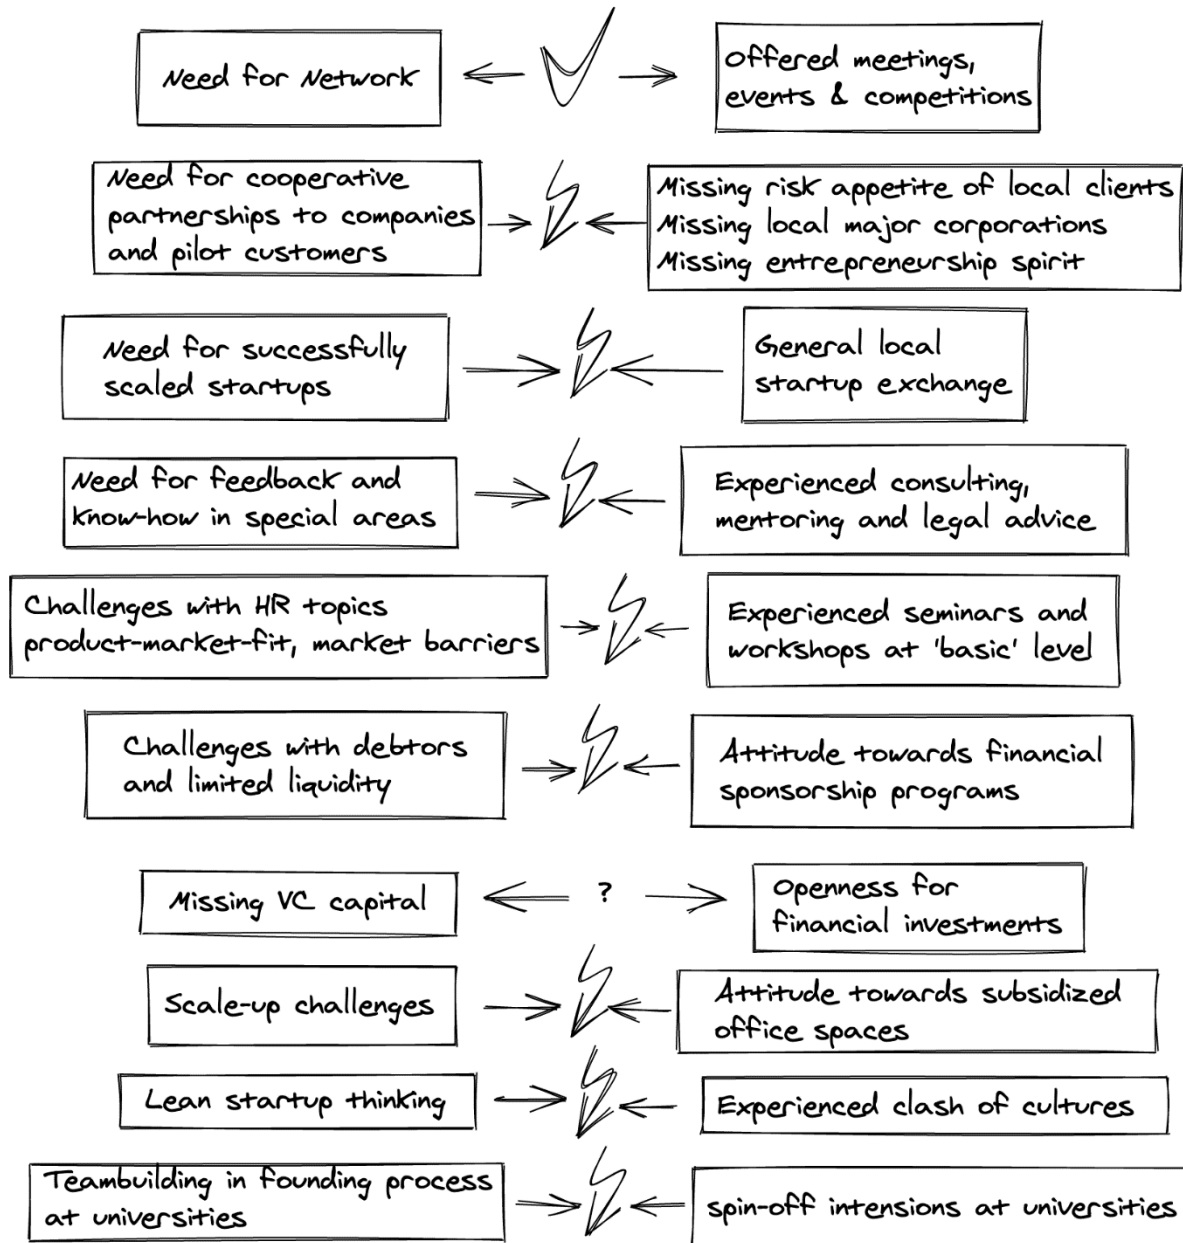 Need for Network
Offered meetings,
events & competitions
Need for cooperative
partnerships to companies
and pilot customers
Missing risk appetite of local clients
Missing local major corporations
Missing entrepreneurship spirit
Need for successfully
scaled startups
General local
startup exchange
Need for feedback and
know-how in special areas
Experienced consulting,
mentoring and legal advice
Challenges with HR topics
product-market-fit, market barriers
Experienced seminars and
workshops at 'basic' level
Challenges with debtors
and limited liquidity
Attitude towards financial
sponsorship programs
Missing VC capital
?
Openness for
financial investments
Scale-up challenges
Attitude towards subsidized
office spaces
Lean startup thinking
Experienced clash of cultures
Teambuilding in founding process
at universities
spin-off intensions at universities